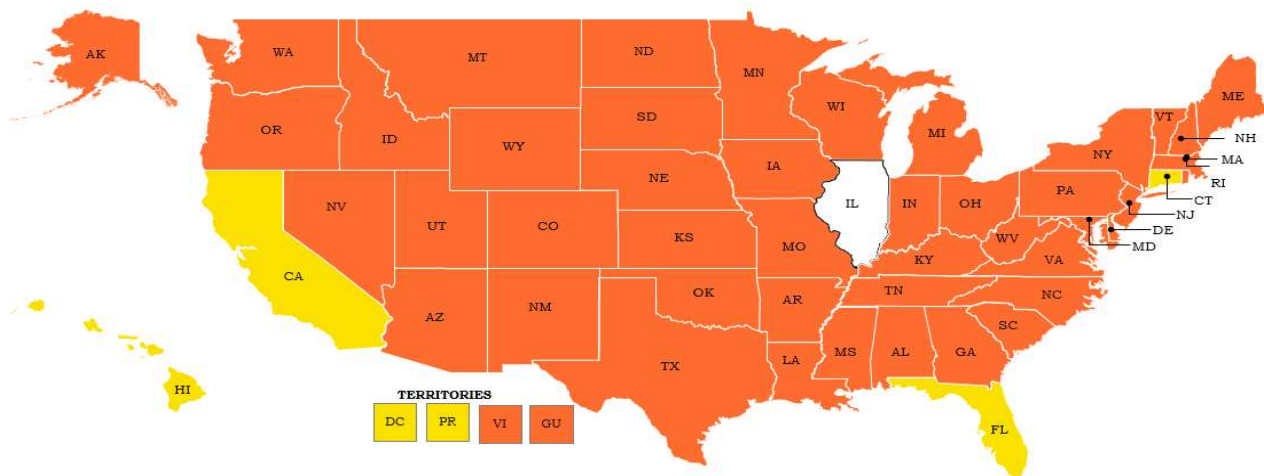 AK
WA
MT
ND
MN
WI
MI
ME
VT
NH
MA
RI
CT
NJ
DE
MD
OR
ID
WY
SD
IA
NE
NY
PA
NV
UT
CO
KS
MO
IL
IN
OH
WV
VA
KY
CA
AZ
NM
OK
AR
TN
NC
SC
TX
LA
MS
AL
GA
FL
HI
TERRITORIES
DC PR VI GU